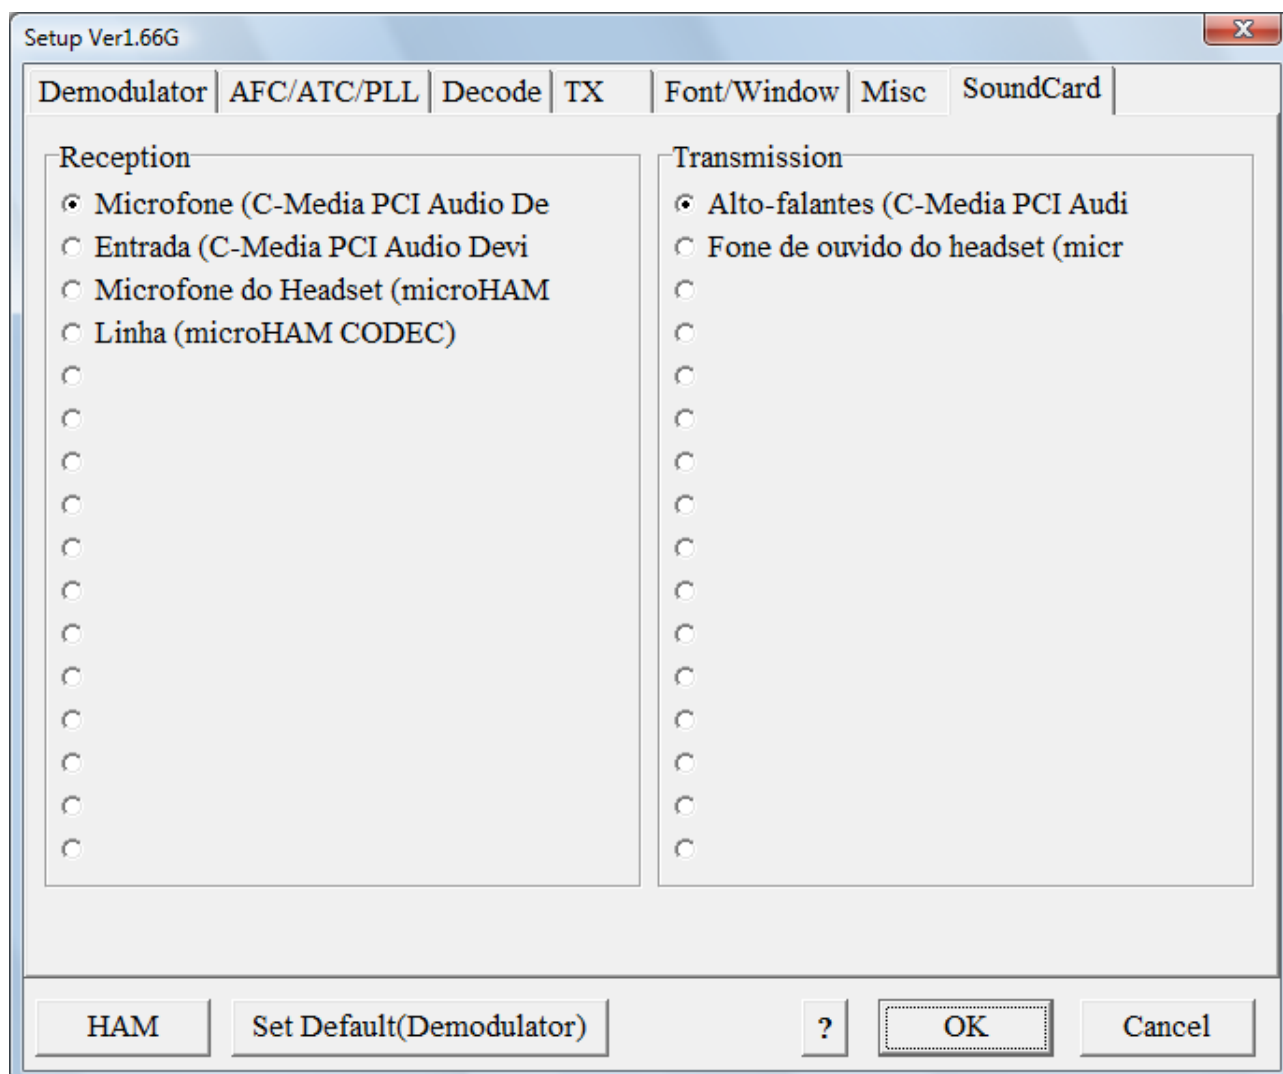 Setup Ver1.66G
Demodulator AFC/ATC/PLL Decode TX Font/Window Misc SoundCard
Reception
Microfone (C-Media PCI Audio De
Entrada (C-Media PCI Audio Devi
Microfone do Headset (microHAM
Linha (microHAM CODEC)
Transmission
Alto-falantes (C-Media PCI Audi
Fone de ouvido do headset (micr
HAM Set Default(Demodulator) ? OK Cancel